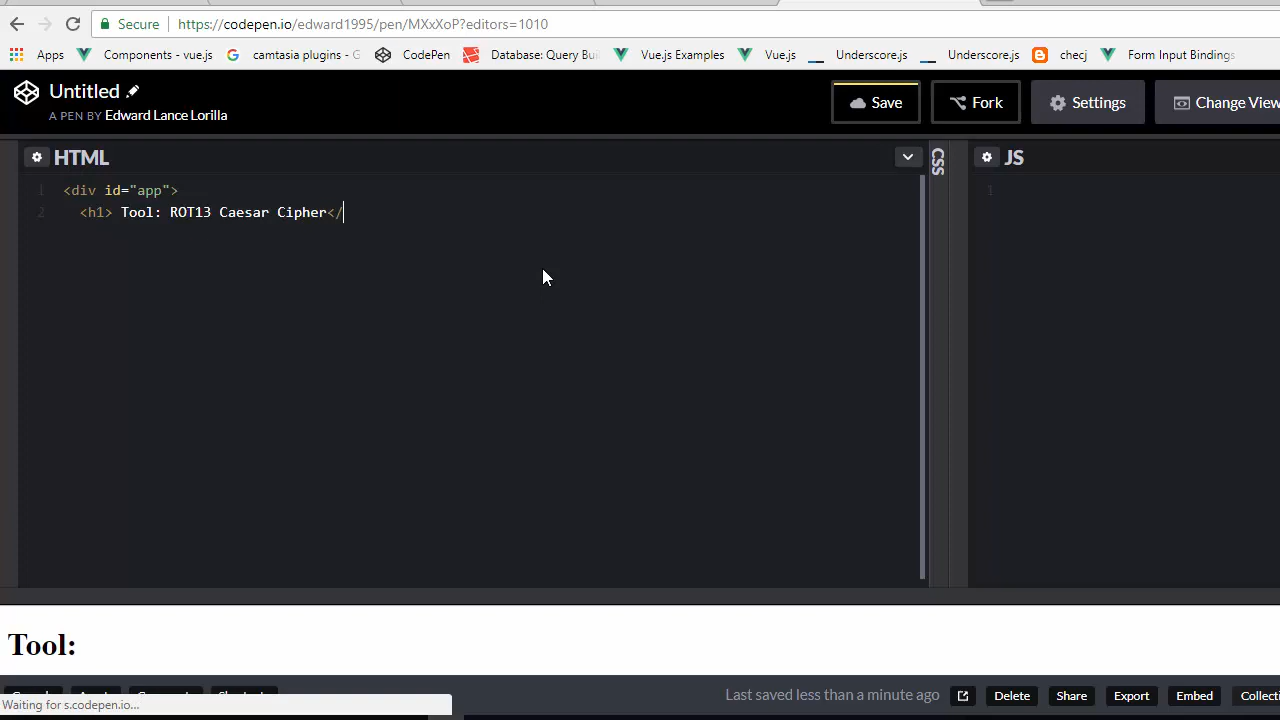 Secure https://codepen.io/edward1995/pen/MXxXoP?editors=1010
Apps Components - vue.js camtasia plugins - G CodePen Database: Query Bui Vue.js Examples Vue.js Underscore.js Underscore.js checj Form Input Bindings
Untitled
A PEN BY Edward Lance Lorilla
Save Fork Settings Change View
HTML CSS JS
1 <div id="app"> 1
2 <h1> Tool: ROT13 Caesar Cipher</
Tool:
Last saved less than a minute ago Delete Share Export Embed Collecti
Waiting for s.codepen.io...